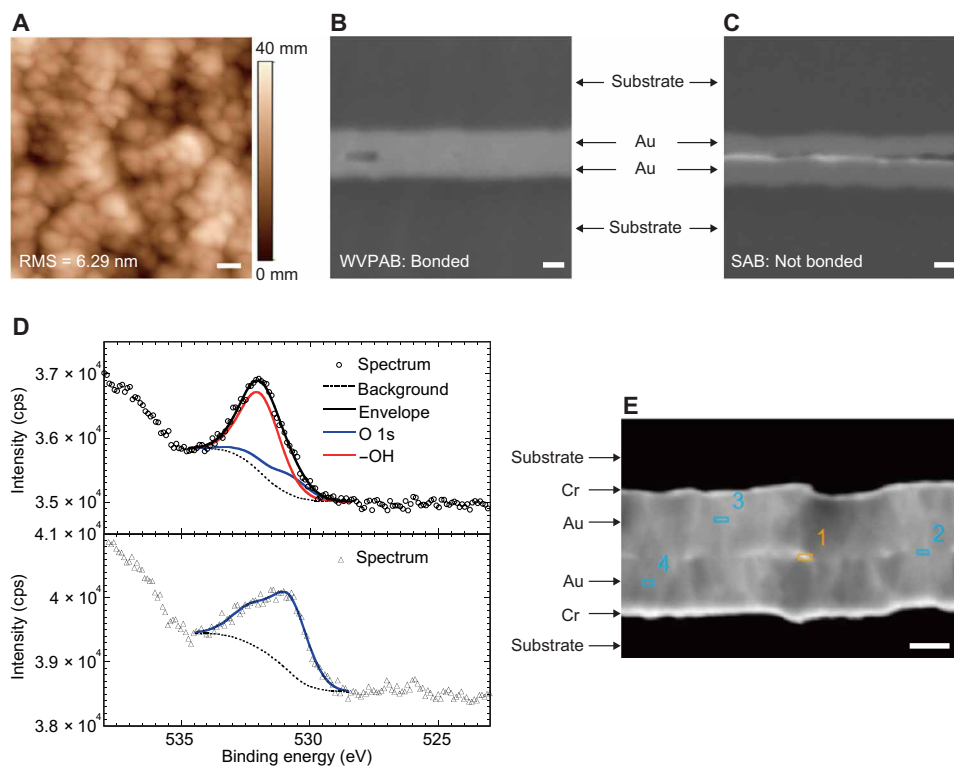 A
40 mm
0 mm
RMS = 6.29 nm
B
WVPAB: Bonded
Substrate
Au
Au
Substrate
C
SAB: Not bonded
D
Intensity (cps)
3.7 × 10⁴
3.6 × 10⁴
3.5 × 10⁴
Spectrum
Background
Envelope
O 1s
–OH
Intensity (cps)
4.1 × 10⁴
4 × 10⁴
3.9 × 10⁴
3.8 × 10⁴
Spectrum
535
530
525
Binding energy (eV)
E
Substrate
Cr
Au
Au
Cr
Substrate
3
1
2
4